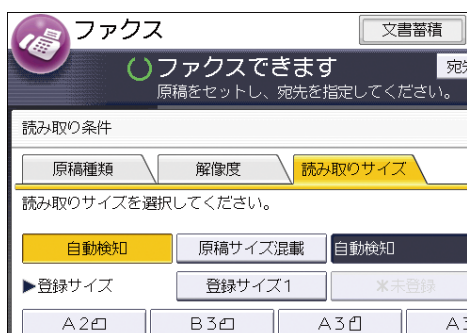 ファクス 文書蓄積
ファクスできます
原稿をセットし、宛先を指定してください。
読み取り条件
原稿種類 解像度 読み取りサイズ
読み取りサイズを選択してください。
自動検知 原稿サイズ混載 自動検知
▶登録サイズ 登録サイズ1 *未登録
A2 B3 A3